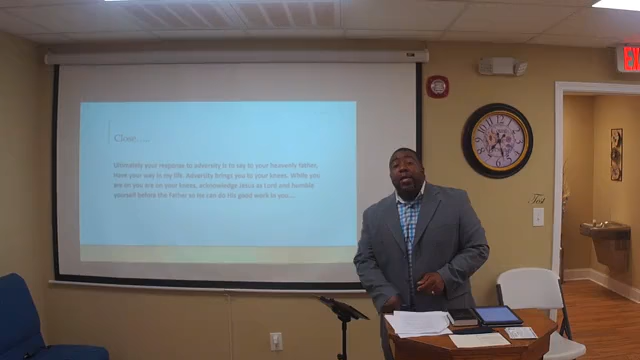 Close....
Ultimately your response to adversity is to say to your heavenly father,
have your way in my life. Adversity brings you to your knees. While you
are on you are on your knees, acknowledge Jesus as Lord and humble
yourself before the Father so He can do His good work in you....
EX